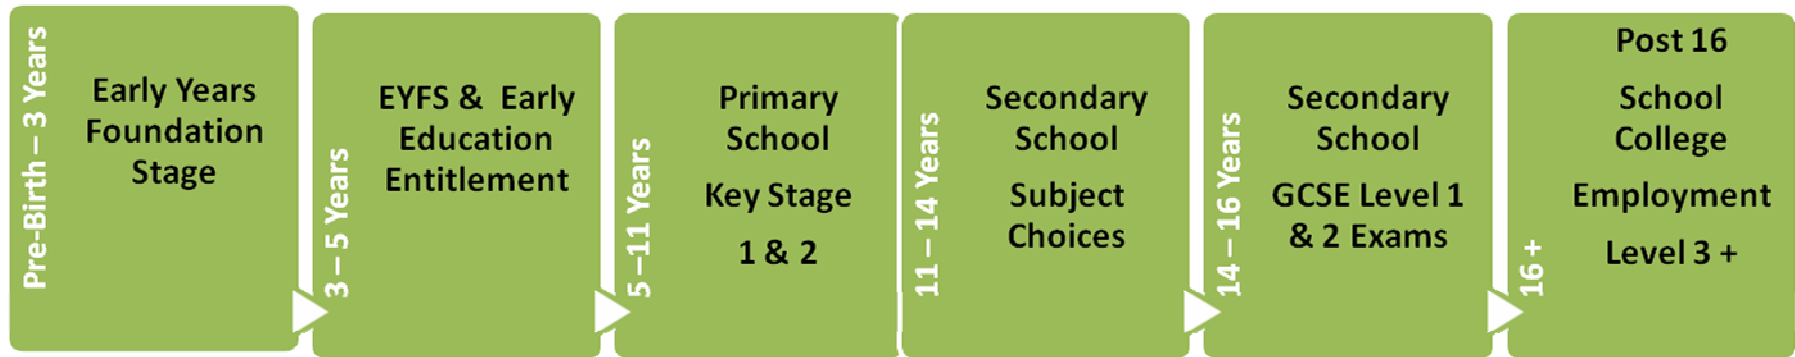 Pre-Birth – 3 Years
Early Years
Foundation
Stage
3 – 5 Years
EYFS & Early
Education
Entitlement
5 –11 Years
Primary
School
Key Stage
1 & 2
11 – 14 Years
Secondary
School
Subject
Choices
14 – 16 Years
Secondary
School
GCSE Level 1
& 2 Exams
16 +
Post 16
School
College
Employment
Level 3 +